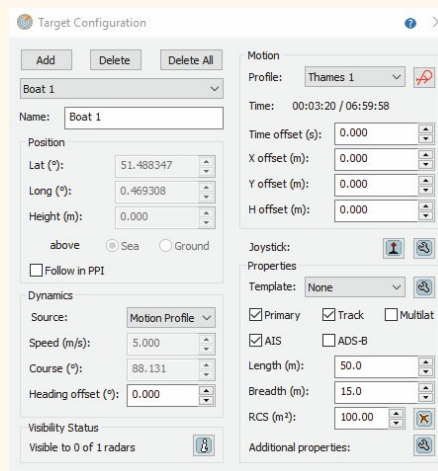 Target Configuration
Add Delete Delete All
Boat 1
Name: Boat 1
Position
Lat (°): 51.488347
Long (°): 0.469308
Height (m): 0.000
above Sea Ground
Follow in PPI
Dynamics
Source: Motion Profile
Speed (m/s): 5.000
Course (°): 88.131
Heading offset (°): 0.000
Visibility Status
Visible to 0 of 1 radars
Motion
Profile: Thames 1
Time: 00:03:20 / 06:59:58
Time offset (s): 0.000
X offset (m): 0.000
Y offset (m): 0.000
H offset (m): 0.000
Joystick:
Properties
Template: None
Primary Track Multilat
AIS ADS-B
Length (m): 50.0
Breadth (m): 15.0
RCS (m²): 100.00
Additional properties: